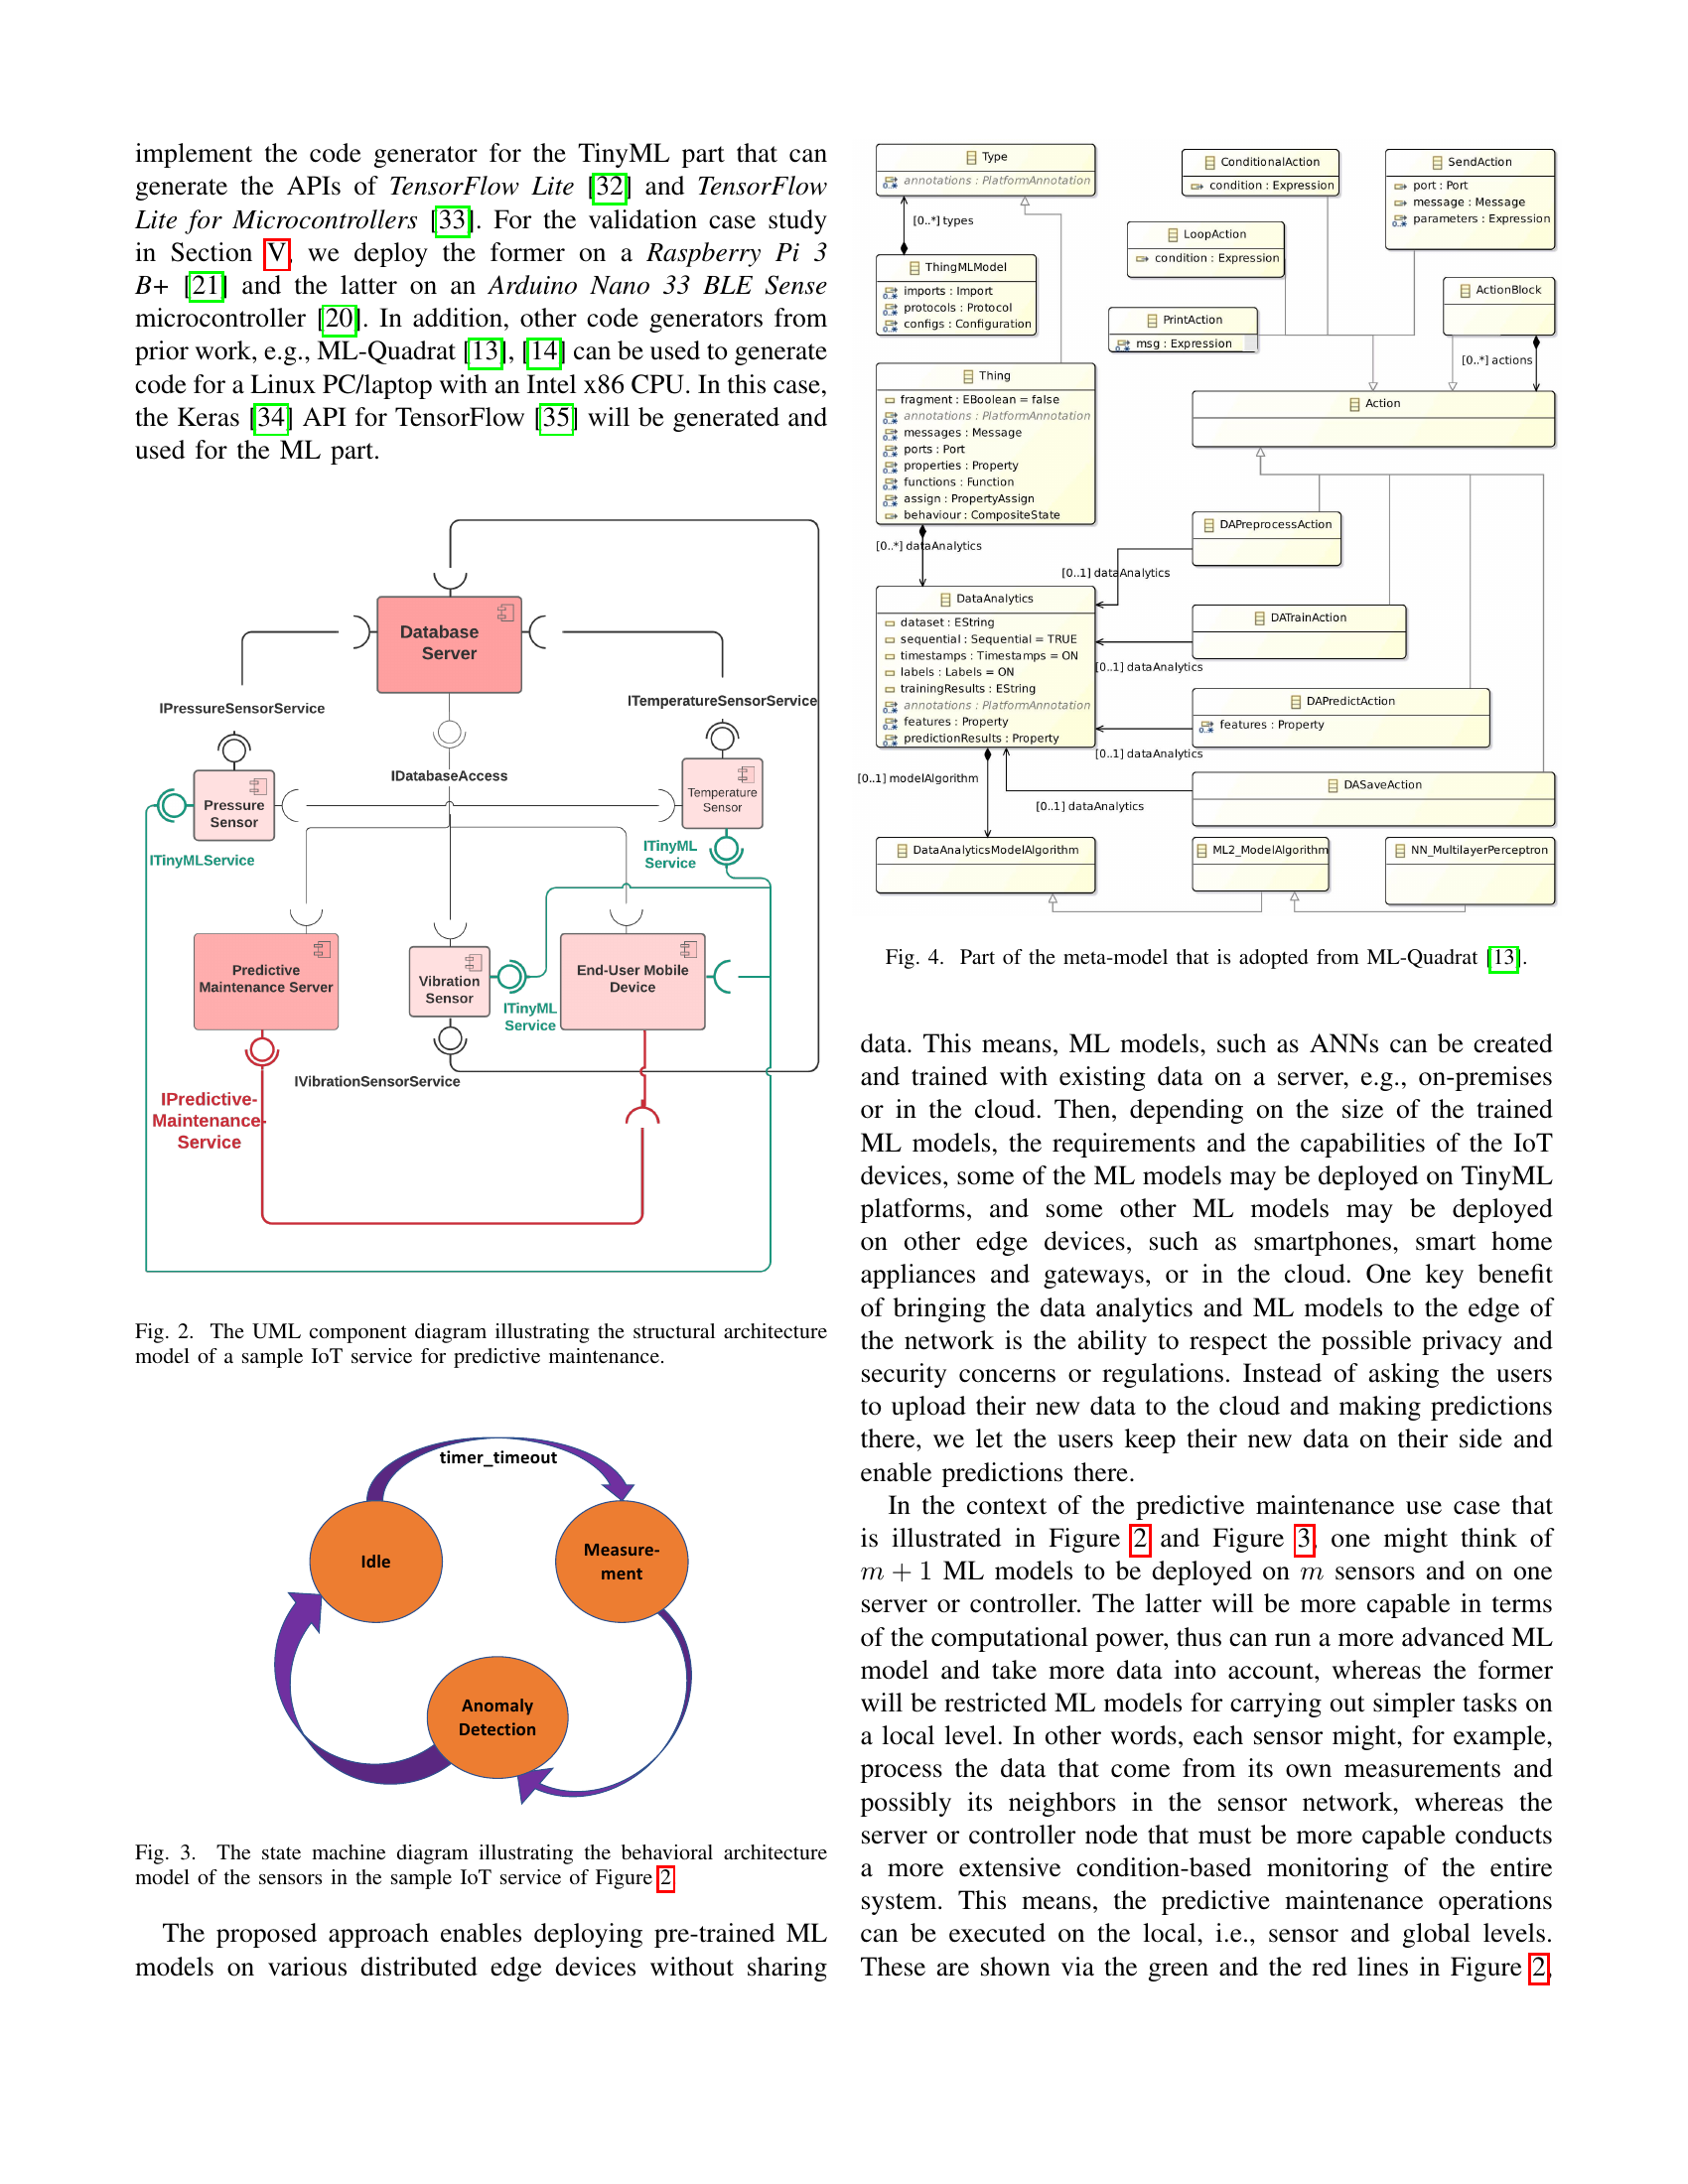 implement the code generator for the TinyML part that can
generate the APIs of TensorFlow Lite [32] and TensorFlow
Lite for Microcontrollers [33]. For the validation case study
in Section V, we deploy the former on a Raspberry Pi 3
B+ [21] and the latter on an Arduino Nano 33 BLE Sense
microcontroller [20]. In addition, other code generators from
prior work, e.g., ML-Quadrat [13], [14] can be used to generate
code for a Linux PC/laptop with an Intel x86 CPU. In this case,
the Keras [34] API for TensorFlow [35] will be generated and
used for the ML part.
Database
Server
IPressureSensorService
ITemperatureSensorService
IDatabaseAccess
Pressure
Sensor
Temperature
Sensor
ITinyMLService
ITinyML
Service
Predictive
Maintenance Server
Vibration
Sensor
End-User Mobile
Device
ITinyML
Service
IVibrationSensorService
IPredictive-
Maintenance-
Service
Fig. 2. The UML component diagram illustrating the structural architecture
model of a sample IoT service for predictive maintenance.
timer_timeout
Idle
Measure-
ment
Anomaly
Detection
Fig. 3. The state machine diagram illustrating the behavioral architecture
model of the sensors in the sample IoT service of Figure 2
The proposed approach enables deploying pre-trained ML
models on various distributed edge devices without sharing
Type
annotations : PlatformAnnotation
[0..*] types
ThingMLModel
imports : Import
protocols : Protocol
configs : Configuration
ConditionalAction
condition : Expression
SendAction
port : Port
message : Message
parameters : Expression
LoopAction
condition : Expression
ActionBlock
PrintAction
msg : Expression
[0..*] actions
Action
Thing
fragment : EBoolean = false
annotations : PlatformAnnotation
messages : Message
ports : Port
properties : Property
functions : Function
assign : PropertyAssign
behaviour : CompositeState
[0..*] dataAnalytics
DAPreprocessAction
[0..1] dataAnalytics
DataAnalytics
dataset : EString
sequential : Sequential = TRUE
timestamps : Timestamps = ON
labels : Labels = ON
trainingResults : EString
annotations : PlatformAnnotation
features : Property
predictionResults : Property
DATrainAction
[0..1] dataAnalytics
DAPredictAction
features : Property
[0..1] dataAnalytics
[0..1] modelAlgorithm
DASaveAction
[0..1] dataAnalytics
DataAnalyticsModelAlgorithm
ML2_ModelAlgorithm
NN_MultilayerPerceptron
Fig. 4. Part of the meta-model that is adopted from ML-Quadrat [13].
data. This means, ML models, such as ANNs can be created
and trained with existing data on a server, e.g., on-premises
or in the cloud. Then, depending on the size of the trained
ML models, the requirements and the capabilities of the IoT
devices, some of the ML models may be deployed on TinyML
platforms, and some other ML models may be deployed
on other edge devices, such as smartphones, smart home
appliances and gateways, or in the cloud. One key benefit
of bringing the data analytics and ML models to the edge of
the network is the ability to respect the possible privacy and
security concerns or regulations. Instead of asking the users
to upload their new data to the cloud and making predictions
there, we let the users keep their new data on their side and
enable predictions there.
In the context of the predictive maintenance use case that
is illustrated in Figure 2 and Figure 3, one might think of
m + 1 ML models to be deployed on m sensors and on one
server or controller. The latter will be more capable in terms
of the computational power, thus can run a more advanced ML
model and take more data into account, whereas the former
will be restricted ML models for carrying out simpler tasks on
a local level. In other words, each sensor might, for example,
process the data that come from its own measurements and
possibly its neighbors in the sensor network, whereas the
server or controller node that must be more capable conducts
a more extensive condition-based monitoring of the entire
system. This means, the predictive maintenance operations
can be executed on the local, i.e., sensor and global levels.
These are shown via the green and the red lines in Figure 2,